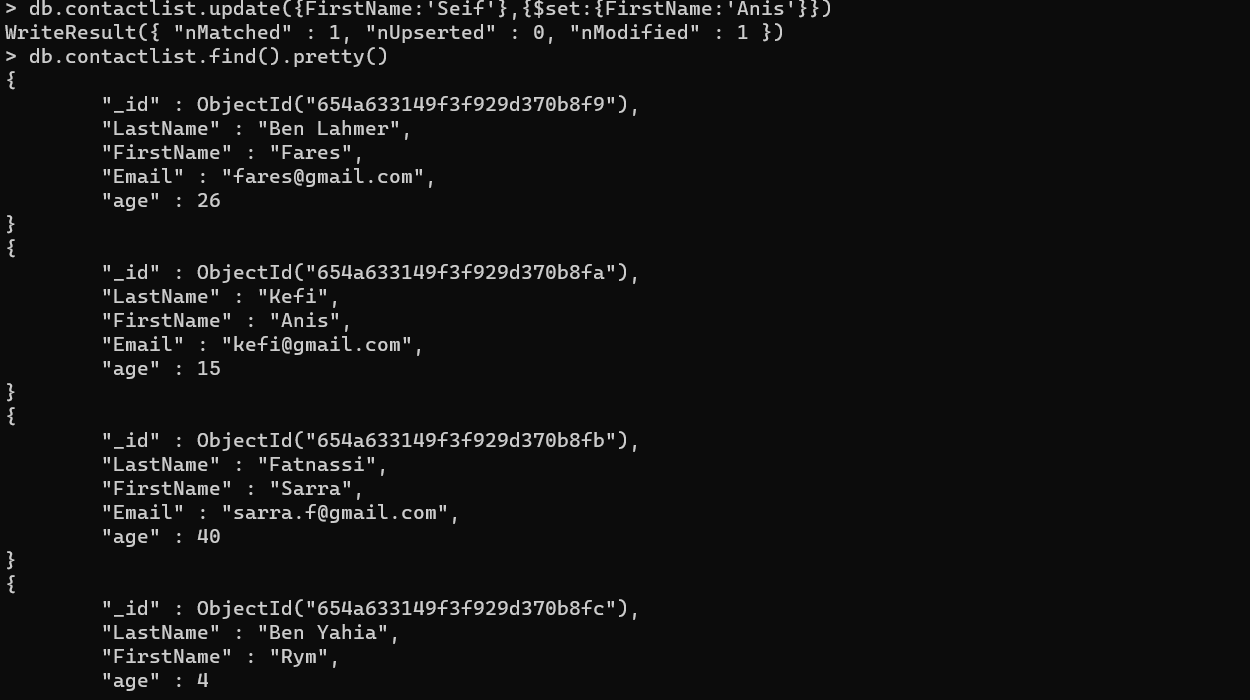 > db.contactlist.update({FirstName:'Seif'},{$set:{FirstName:'Anis'}})
WriteResult({ "nMatched" : 1, "nUpserted" : 0, "nModified" : 1 })
> db.contactlist.find().pretty()
{
        "_id" : ObjectId("654a633149f3f929d370b8f9"),
        "LastName" : "Ben Lahmer",
        "FirstName" : "Fares",
        "Email" : "fares@gmail.com",
        "age" : 26
}
{
        "_id" : ObjectId("654a633149f3f929d370b8fa"),
        "LastName" : "Kefi",
        "FirstName" : "Anis",
        "Email" : "kefi@gmail.com",
        "age" : 15
}
{
        "_id" : ObjectId("654a633149f3f929d370b8fb"),
        "LastName" : "Fatnassi",
        "FirstName" : "Sarra",
        "Email" : "sarra.f@gmail.com",
        "age" : 40
}
{
        "_id" : ObjectId("654a633149f3f929d370b8fc"),
        "LastName" : "Ben Yahia",
        "FirstName" : "Rym",
        "age" : 4